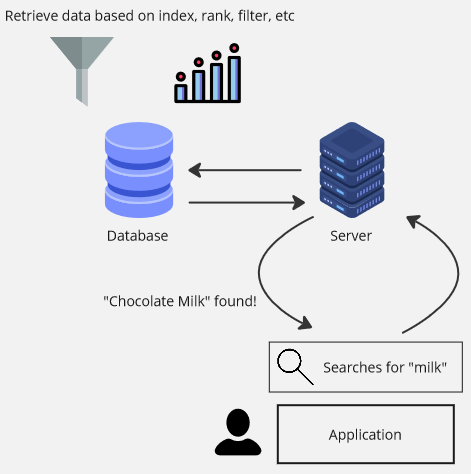 Retrieve data based on index, rank, filter, etc
Database
Server
"Chocolate Milk" found!
Searches for "milk"
Application